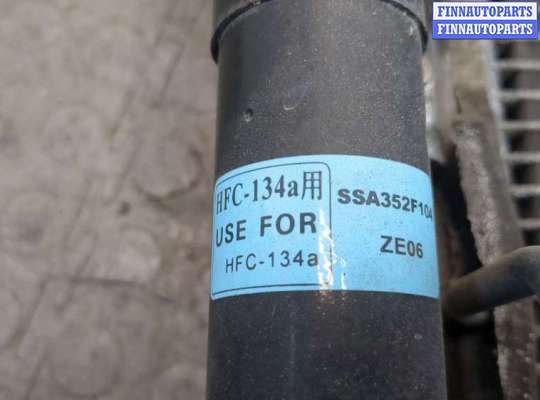 FINNAUTOPARTS
FINNAUTOPARTS
HFC-134a用
USE FOR
HFC-134a
SSA352F104
ZE06